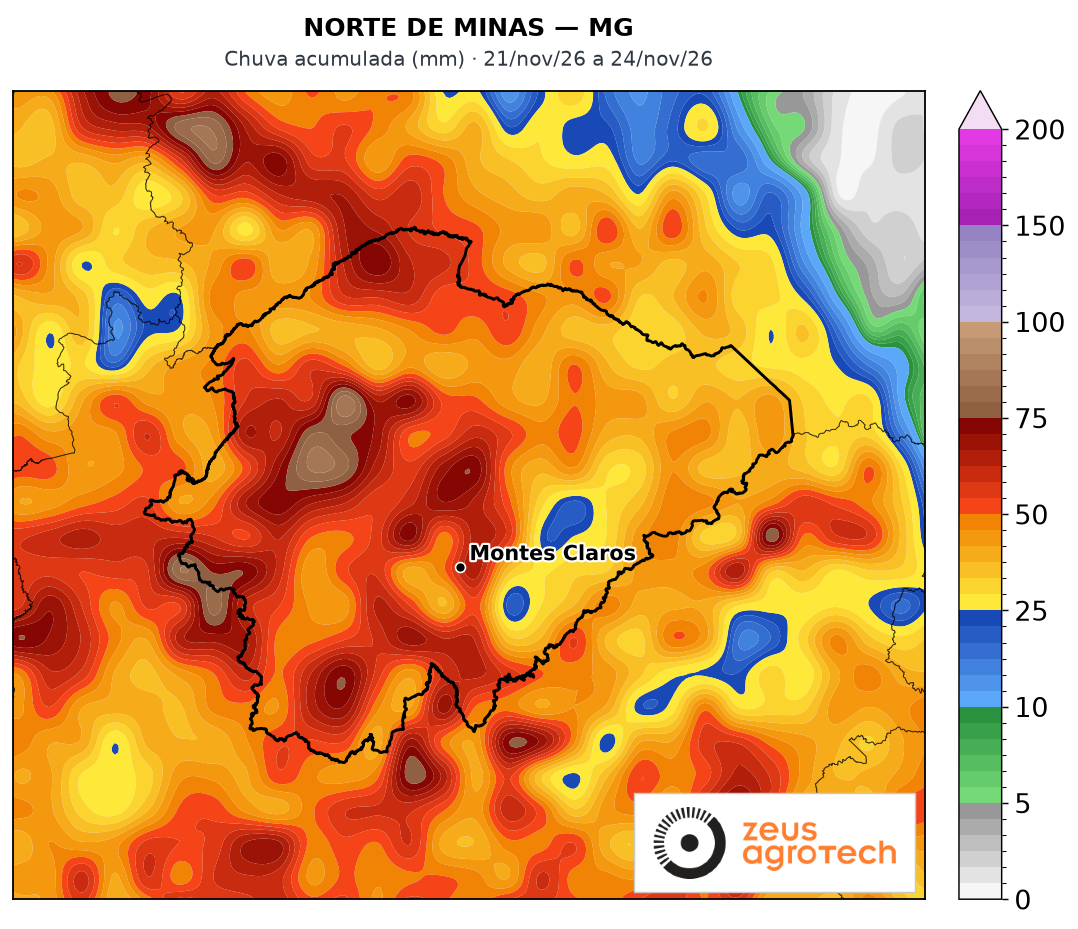 NORTE DE MINAS — MG
Chuva acumulada (mm) · 21/nov/26 a 24/nov/26
200
150
100
75
50
25
10
5
0
Montes Claros
zeus
agrotech